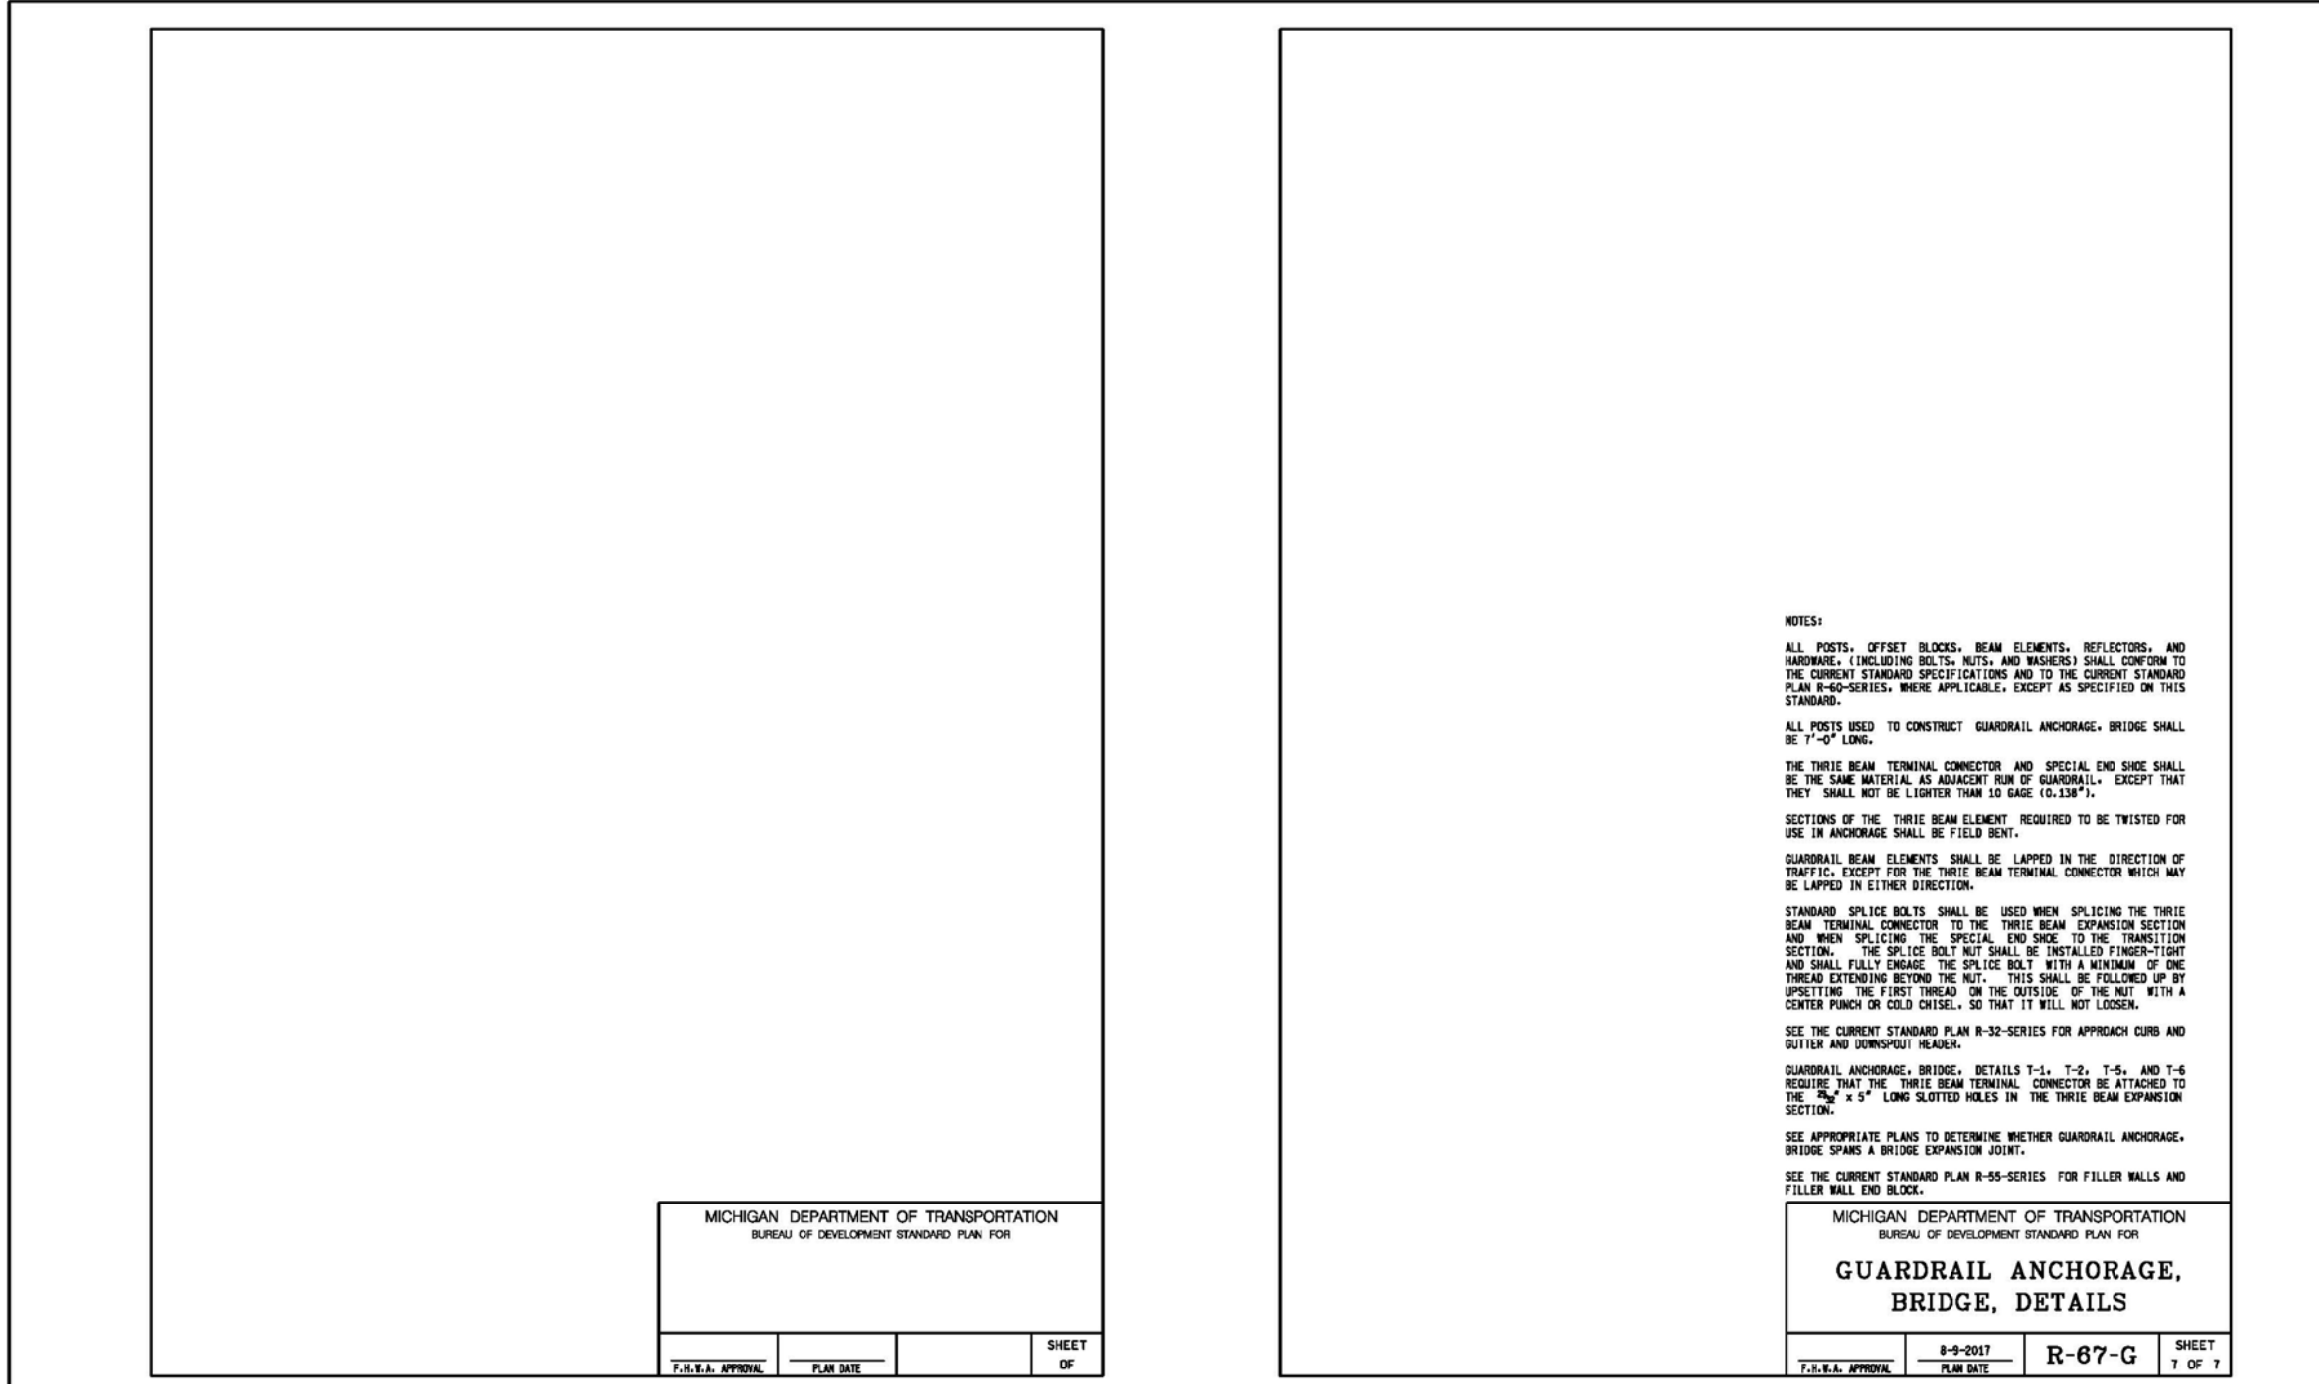 MICHIGAN DEPARTMENT OF TRANSPORTATION
BUREAU OF DEVELOPMENT STANDARD PLAN FOR
F.H.W.A. APPROVAL
PLAN DATE
SHEET
OF
NOTES:
ALL POSTS, OFFSET BLOCKS, BEAM ELEMENTS, REFLECTORS, AND
HARDWARE, (INCLUDING BOLTS, NUTS, AND WASHERS) SHALL CONFORM TO
THE CURRENT STANDARD SPECIFICATIONS AND TO THE CURRENT STANDARD
PLAN R-60-SERIES, WHERE APPLICABLE, EXCEPT AS SPECIFIED ON THIS
STANDARD.
ALL POSTS USED TO CONSTRUCT GUARDRAIL ANCHORAGE, BRIDGE SHALL
BE 7'-0" LONG.
THE THRIE BEAM TERMINAL CONNECTOR AND SPECIAL END SHOE SHALL
BE THE SAME MATERIAL AS ADJACENT RUN OF GUARDRAIL, EXCEPT THAT
THEY SHALL NOT BE LIGHTER THAN 10 GAGE (0.138").
SECTIONS OF THE THRIE BEAM ELEMENT REQUIRED TO BE TWISTED FOR
USE IN ANCHORAGE SHALL BE FIELD BENT.
GUARDRAIL BEAM ELEMENTS SHALL BE LAPPED IN THE DIRECTION OF
TRAFFIC, EXCEPT FOR THE THRIE BEAM TERMINAL CONNECTOR WHICH MAY
BE LAPPED IN EITHER DIRECTION.
STANDARD SPLICE BOLTS SHALL BE USED WHEN SPLICING THE THRIE
BEAM TERMINAL CONNECTOR TO THE THRIE BEAM EXPANSION SECTION
AND WHEN SPLICING THE SPECIAL END SHOE TO THE TRANSITION
SECTION. THE SPLICE BOLT NUT SHALL BE INSTALLED FINGER-TIGHT
AND SHALL FULLY ENGAGE THE SPLICE BOLT WITH A MINIMUM OF ONE
THREAD EXTENDING BEYOND THE NUT. THIS SHALL BE FOLLOWED UP BY
UPSETTING THE FIRST THREAD ON THE OUTSIDE OF THE NUT WITH A
CENTER PUNCH OR COLD CHISEL, SO THAT IT WILL NOT LOOSEN.
SEE THE CURRENT STANDARD PLAN R-32-SERIES FOR APPROACH CURB AND
GUTTER AND DOWNSPOUT HEADER.
GUARDRAIL ANCHORAGE, BRIDGE, DETAILS T-1, T-2, T-5, AND T-6
REQUIRE THAT THE THRIE BEAM TERMINAL CONNECTOR BE ATTACHED TO
THE x 5" LONG SLOTTED HOLES IN THE THRIE BEAM EXPANSION
SECTION.
SEE APPROPRIATE PLANS TO DETERMINE WHETHER GUARDRAIL ANCHORAGE,
BRIDGE SPANS A BRIDGE EXPANSION JOINT.
SEE THE CURRENT STANDARD PLAN R-55-SERIES FOR FILLER WALLS AND
FILLER WALL END BLOCK.
MICHIGAN DEPARTMENT OF TRANSPORTATION
BUREAU OF DEVELOPMENT STANDARD PLAN FOR
GUARDRAIL ANCHORAGE,
BRIDGE, DETAILS
F.H.W.A. APPROVAL
8-9-2017
PLAN DATE
R-67-G
SHEET
7 OF 7